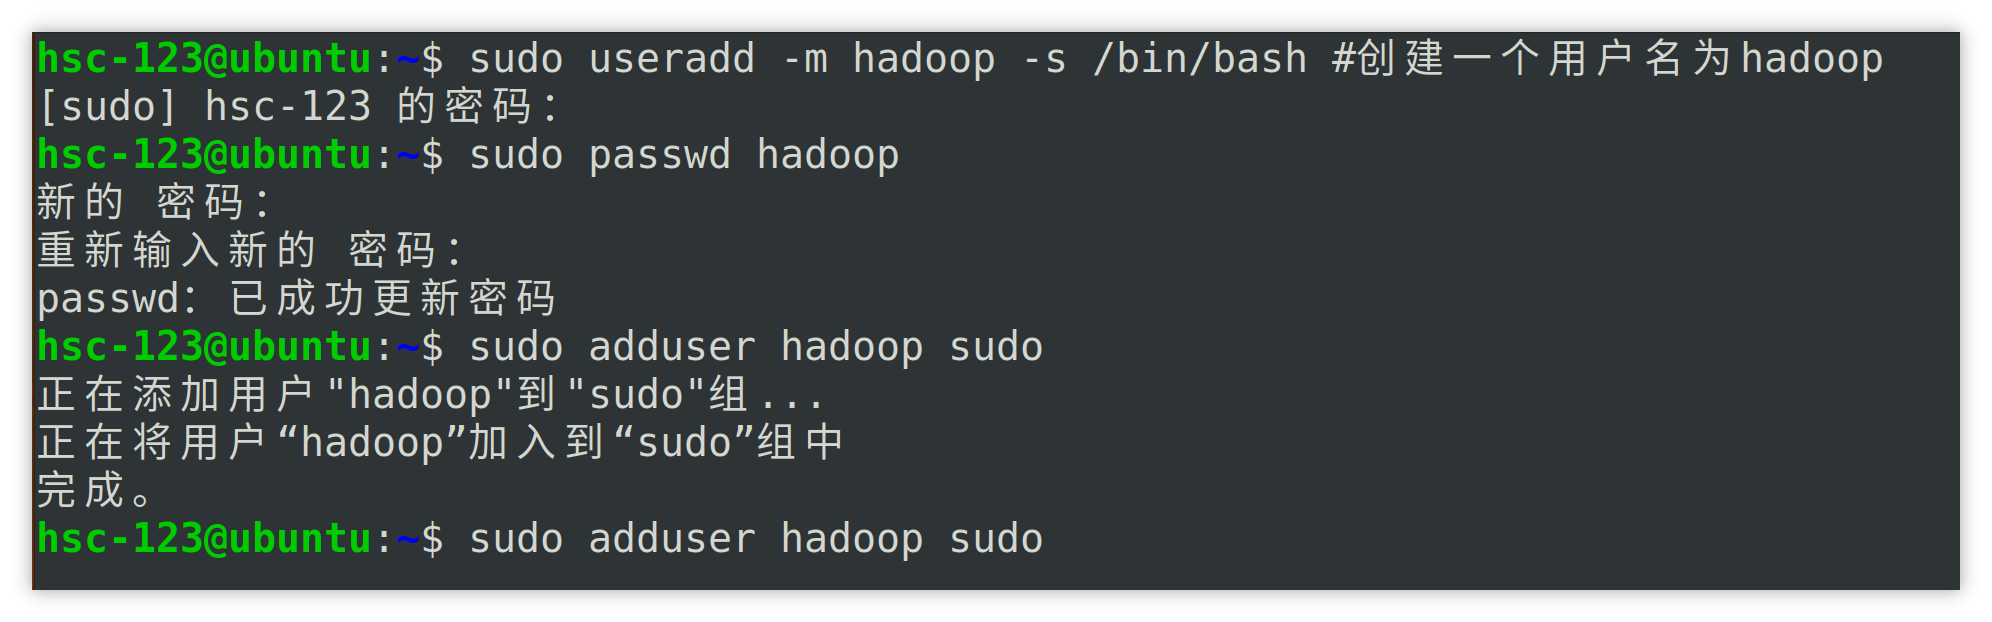 hsc-123@ubuntu:~$ sudo useradd -m hadoop -s /bin/bash #创建一个用户名为hadoop
[sudo] hsc-123 的密码：
hsc-123@ubuntu:~$ sudo passwd hadoop
新的 密码：
重新输入新的 密码：
passwd：已成功更新密码
hsc-123@ubuntu:~$ sudo adduser hadoop sudo
正在添加用户"hadoop"到"sudo"组...
正在将用户“hadoop”加入到“sudo”组中
完成。
hsc-123@ubuntu:~$ sudo adduser hadoop sudo